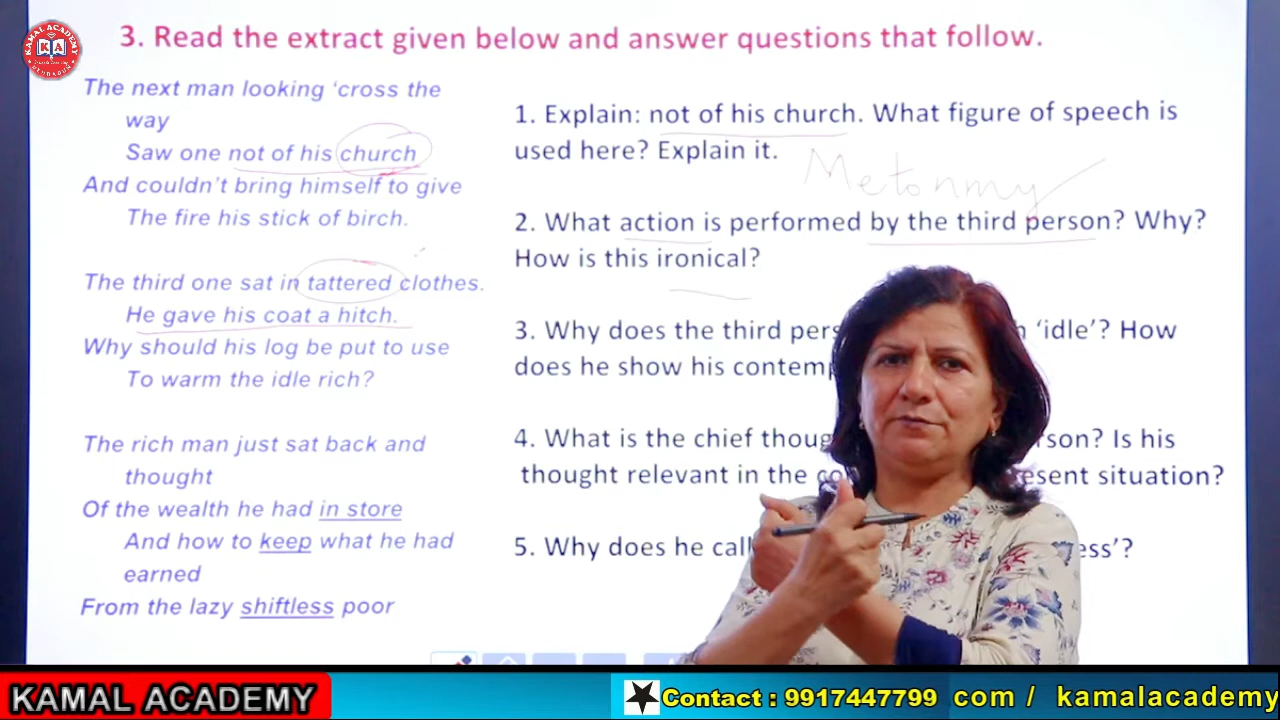 KAMAL ACADEMY
KA
DEHRADUN
3. Read the extract given below and answer questions that follow.
The next man looking ‘cross the
way
Saw one not of his church
And couldn’t bring himself to give
The fire his stick of birch.
The third one sat in tattered clothes.
He gave his coat a hitch.
Why should his log be put to use
To warm the idle rich?
The rich man just sat back and
thought
Of the wealth he had in store
And how to keep what he had
earned
From the lazy shiftless poor
1. Explain: not of his church. What figure of speech is
used here? Explain it.
Metonmy
2. What action is performed by the third person? Why?
How is this ironical?
3. Why does the third pers ‘idle’? How
does he show his contemp
4. What is the chief thoug rson? Is his
thought relevant in the co esent situation?
5. Why does he call ess’?
KAMAL ACADEMY
Contact : 9917447799 com / kamalacademy